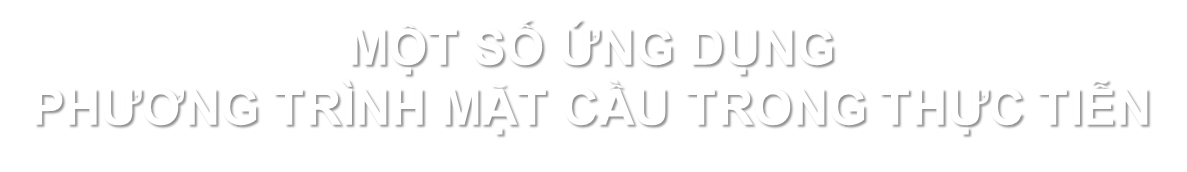 MỘT SỐ ỨNG DỤNG
PHƯƠNG TRÌNH MẶT CẦU TRONG THỰC TIỄN